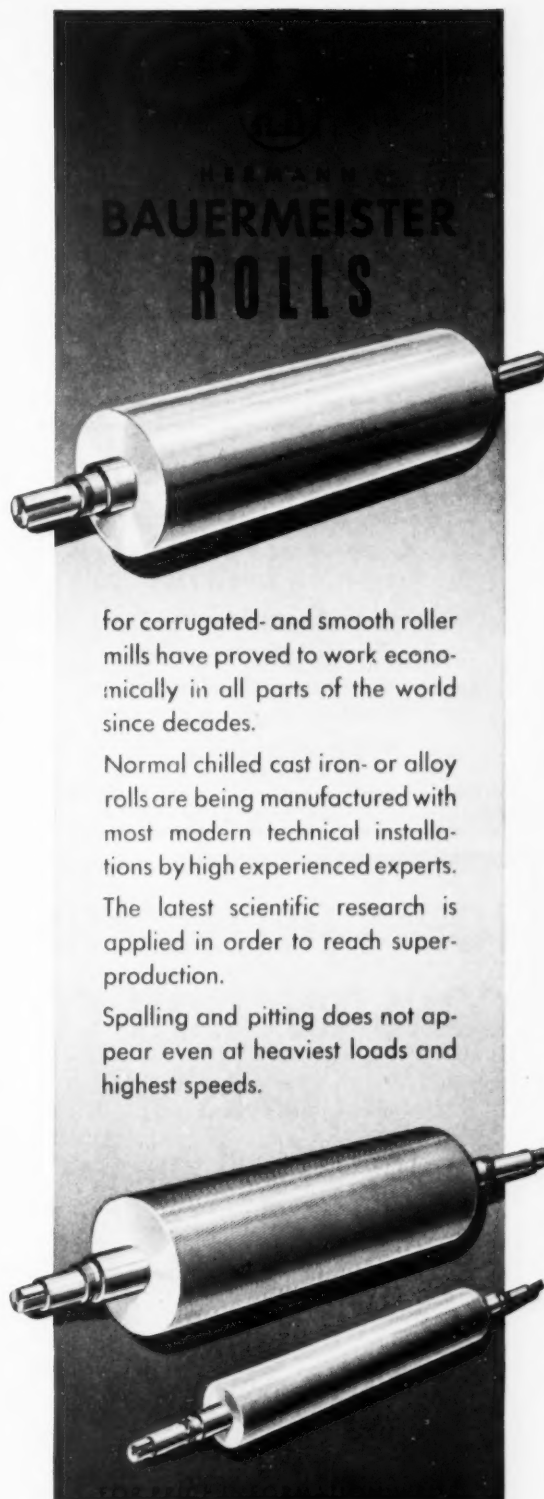 HERMANN
BAUERMEISTER
ROLLS
for corrugated- and smooth roller
mills have proved to work econo-
mically in all parts of the world
since decades.
Normal chilled cast iron- or alloy
rolls are being manufactured with
most modern technical installa-
tions by high experienced experts.
The latest scientific research is
applied in order to reach super-
production.
Spalling and pitting does not ap-
pear even at heaviest loads and
highest speeds.
FOR PRICE